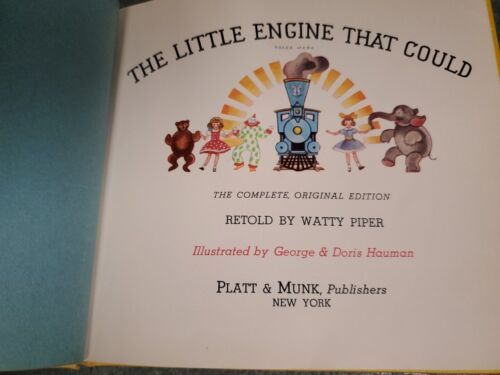 THE LITTLE ENGINE THAT COULD
TRADE MARK
THE COMPLETE, ORIGINAL EDITION
RETOLD BY WATTY PIPER
Illustrated by George & Doris Hauman
PLATT & MUNK, Publishers
NEW YORK